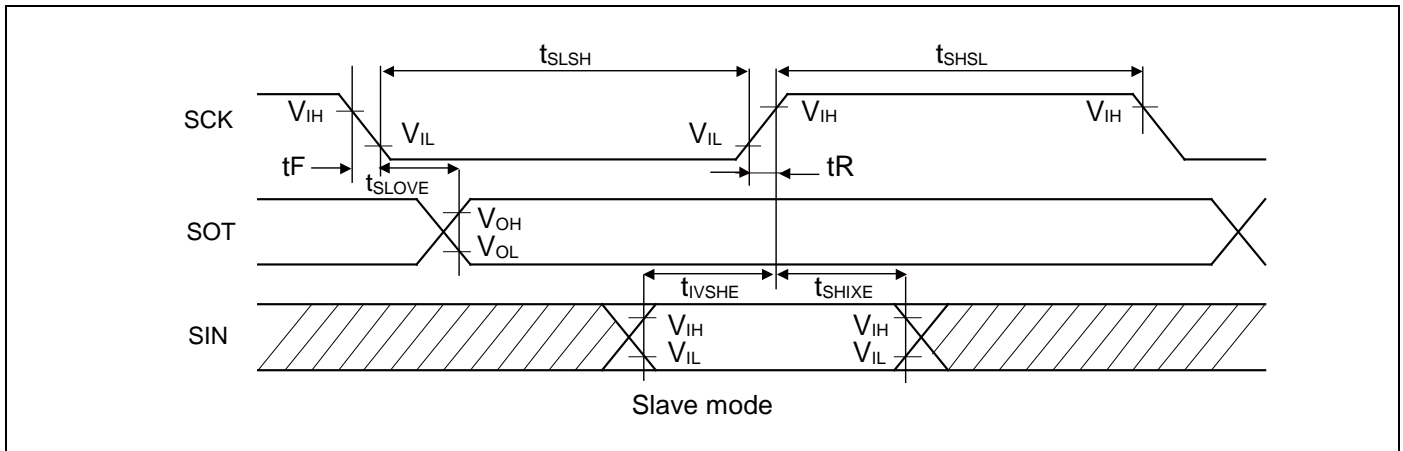 tSLSH tSHSL
SCK VIH VIL VIL VIH VIH
tF tSLOVE tR
SOT VOH VOL
tIVSHE tSHIXE
SIN VIH VIL VIH VIL
Slave mode